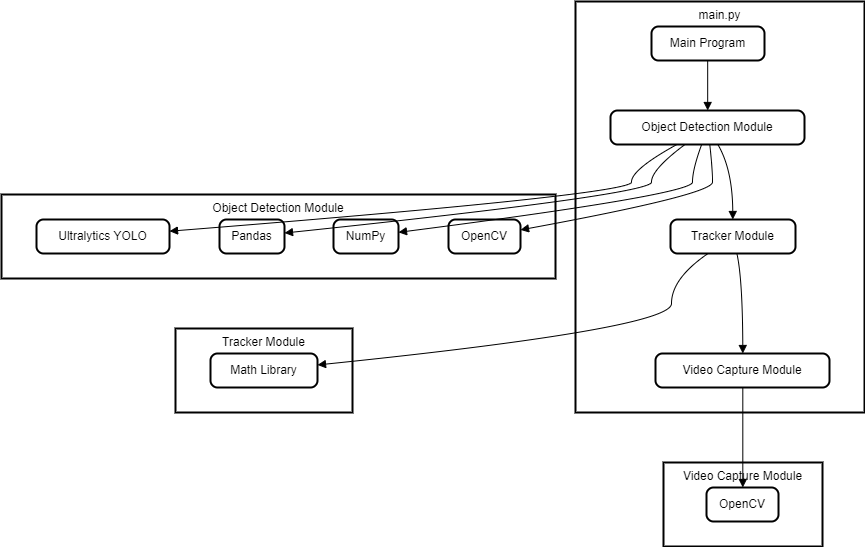 main.py
Main Program
Object Detection Module
Object Detection Module
Ultralytics YOLO
Pandas
NumPy
OpenCV
Tracker Module
Tracker Module
Math Library
Video Capture Module
Video Capture Module
OpenCV